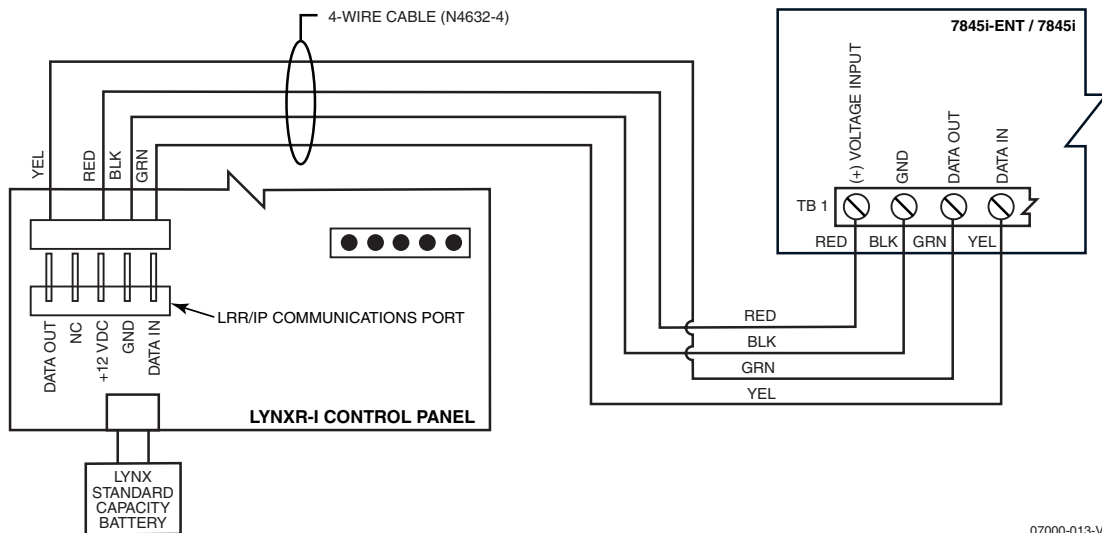 4-WIRE CABLE (N4632-4)
7845i-ENT / 7845i
YEL
RED
BLK
GRN
(+) VOLTAGE INPUT
GND
DATA OUT
DATA IN
TB 1
RED BLK GRN YEL
LRR/IP COMMUNICATIONS PORT
DATA OUT
NC
+12 VDC
GND
DATA IN
RED
BLK
GRN
YEL
LYNXR-I CONTROL PANEL
LYNX
STANDARD
CAPACITY
BATTERY
07000-013-V